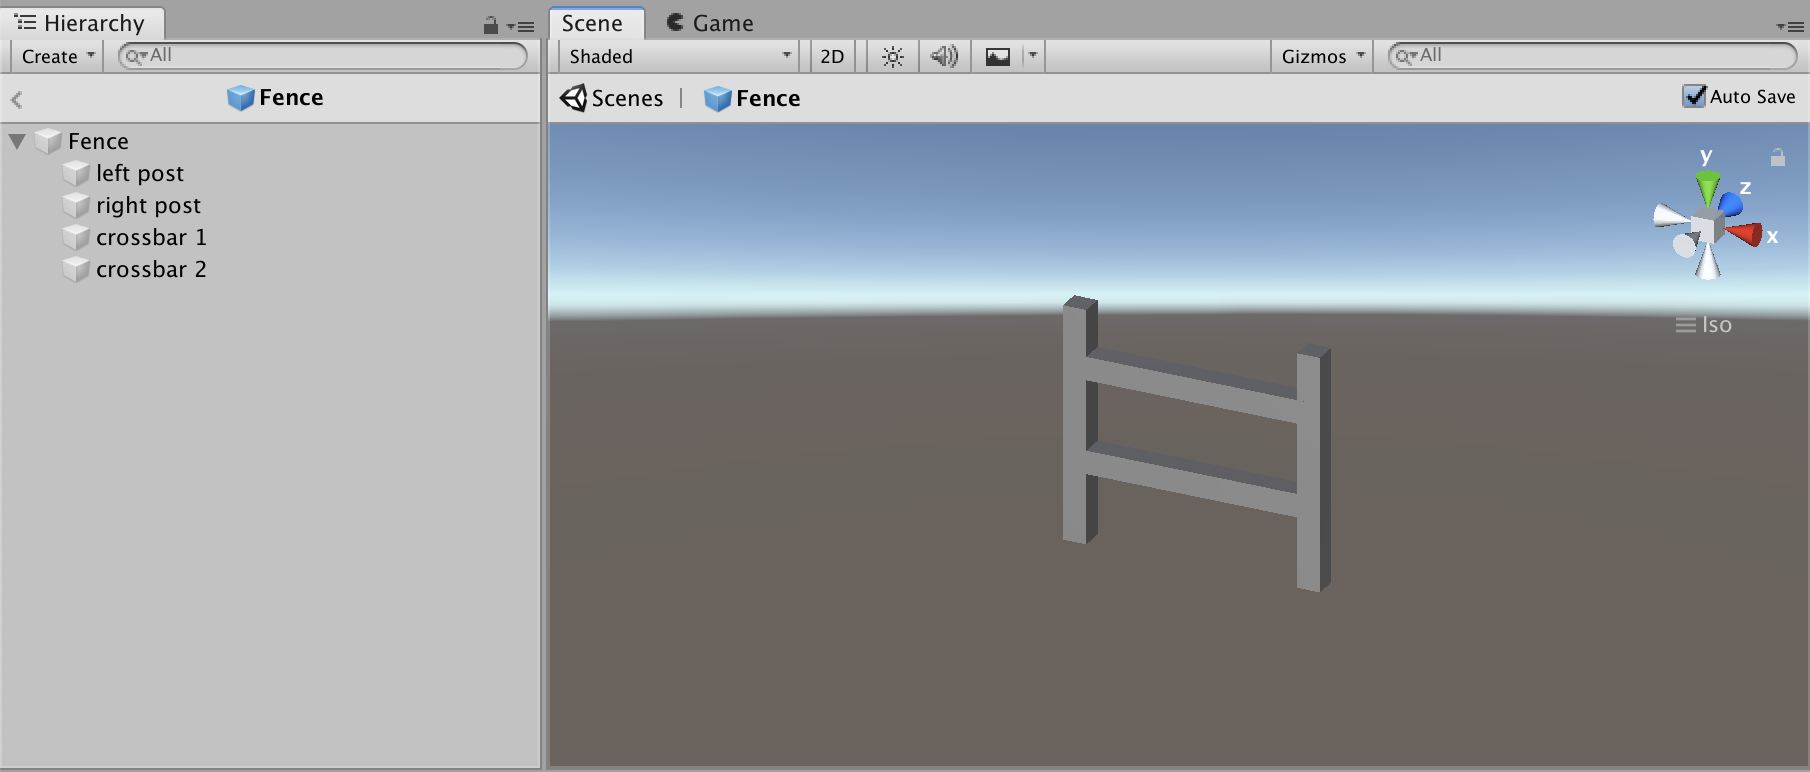 Hierarchy
Create
All
Fence
Fence
left post
right post
crossbar 1
crossbar 2
Scene
Game
Shaded
2D
Gizmos
All
Scenes | Fence
Auto Save
y
z
x
Iso